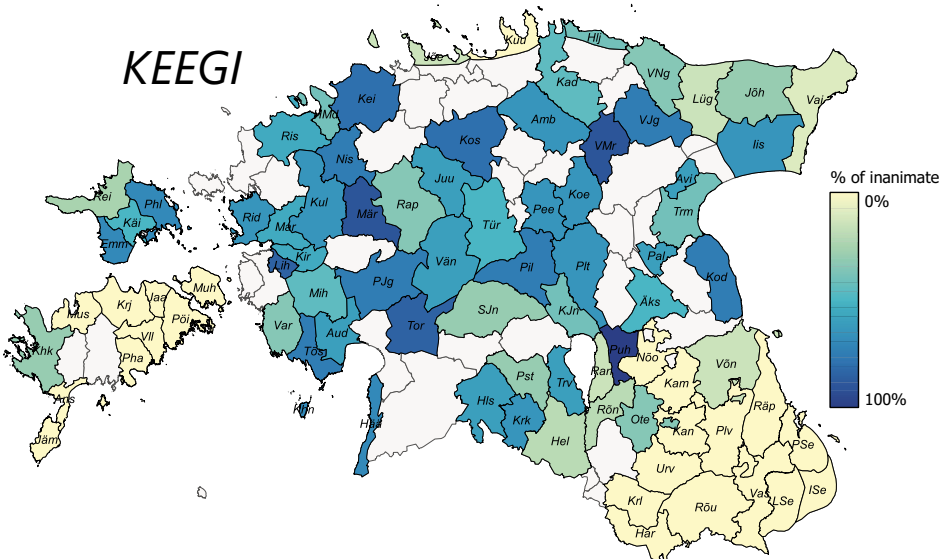 KEEGI
% of inanimate
0%
100%
Kuu
Jõe
Hlj
VNg
Kad
Lüg
Jõh
Vai
Kei
HMd
Amb
VJg
Iis
Ris
Kos
VMr
Nis
Juu
Avi
Rei
Phl
Kul
Mär
Rap
Koe
Pee
Trm
Käi
Rid
Mar
Tür
Emm
Kir
Vän
Pal
Lih
PJg
Pil
Plt
Kod
Muh
Mih
Äks
Mus
Krj
Jaa
Pöi
Var
Aud
Tor
SJn
KJn
Khk
Vll
Pha
Tõs
Puh
Nõo
Võn
Ran
Pst
Trv
Kam
Ans
Khn
Hls
Rõn
Räp
Hää
Krk
Ote
Kan
Plv
PSe
Jäm
Hel
Urv
Krl
Rõu
Vas
LSe
ISe
Har